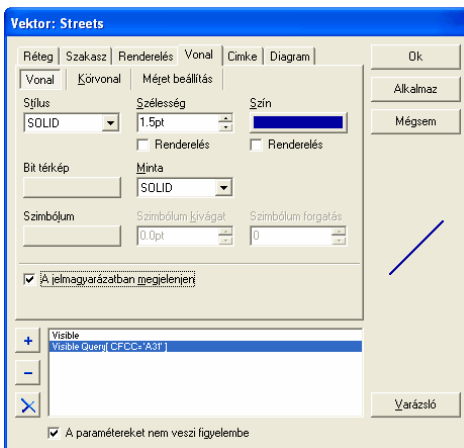 Vektor: Streets
Réteg Szakasz Renderelés Vonal Cimke Diagram
Vonal Körvonal Méret beállítás
Stílus Szélesség Szín
SOLID 1.5pt
Renderelés Renderelés
Bit térkép Minta
SOLID
Szimbólum Szimbólum kivágat Szimbólum forgatás
0.0pt 0
A jelmagyarázatban megjelenjen
Ok
Alkalmaz
Mégsem
+ Visible
Visible Query[ CFCC='A31' ]
−
Varázsló
A paramétereket nem veszi figyelembe